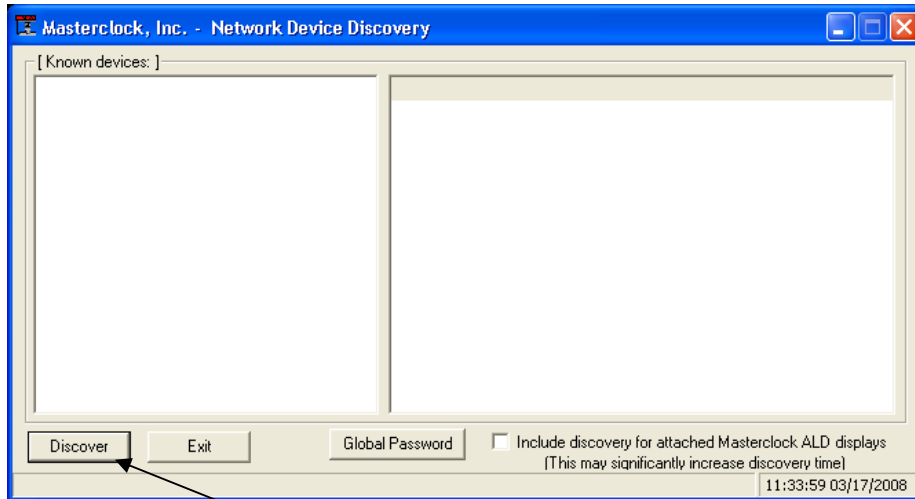 Masterclock, Inc. - Network Device Discovery
[ Known devices: ]
Discover
Exit
Global Password
Include discovery for attached Masterclock ALD displays
(This may significantly increase discovery time)
11:33:59 03/17/2008